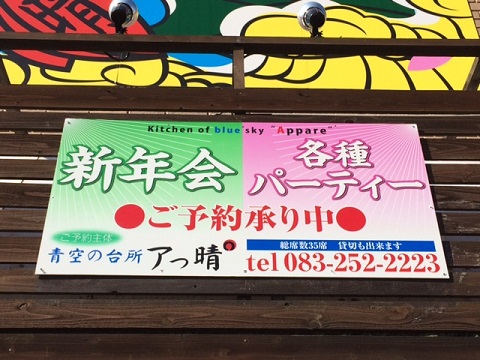 Kitchen of blue sky "Appare"
新年会
各種
パーティー
●ご予約承り中●
ご予約主体
青空の台所 アっ晴
総席数35席 貸切も出来ます
tel 083-252-2223